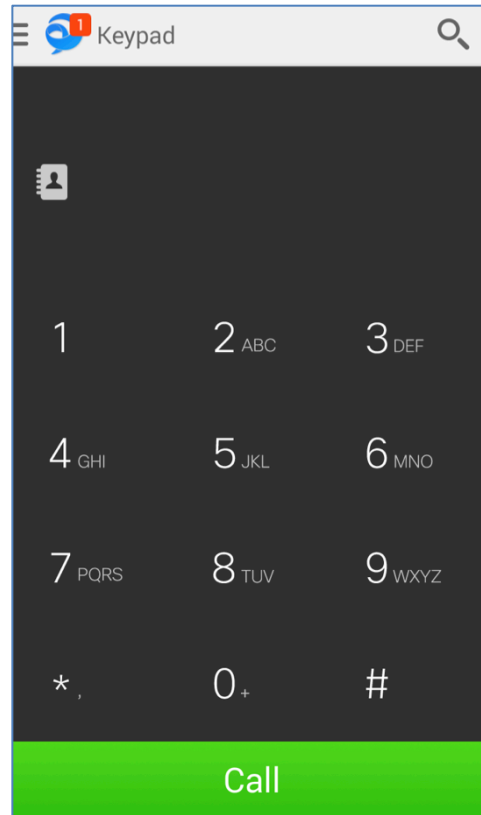 1 Keypad
1 2 ABC 3 DEF
4 GHI 5 JKL 6 MNO
7 PQRS 8 TUV 9 WXYZ
* , 0 + #
Call